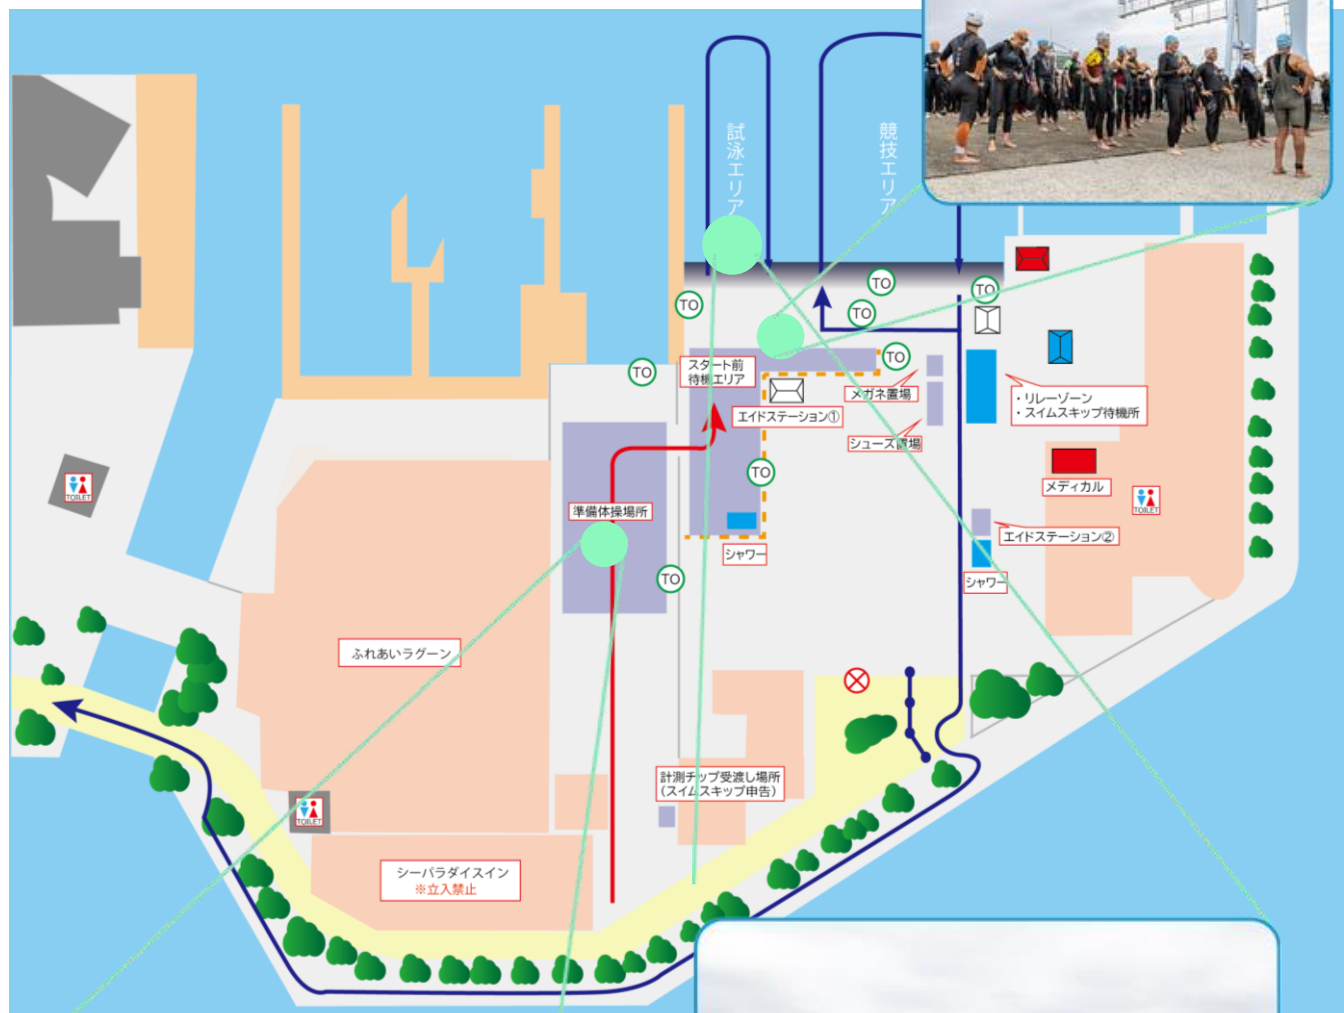 試泳エリア
競技エリア
TO
TO
TO
TO
TO
TO
スタート前
待機エリア
エイドステーション①
メガネ置場
シューズ置場
・リレーゾーン
・スイムスキップ待機所
TO
メディカル
TOILET
TOILET
準備体操場所
シャワー
エイドステーション②
シャワー
TO
ふれあいラグーン
計測チップ受渡し場所
（スイムスキップ申告）
TOILET
シーパラダイスイン
※立入禁止